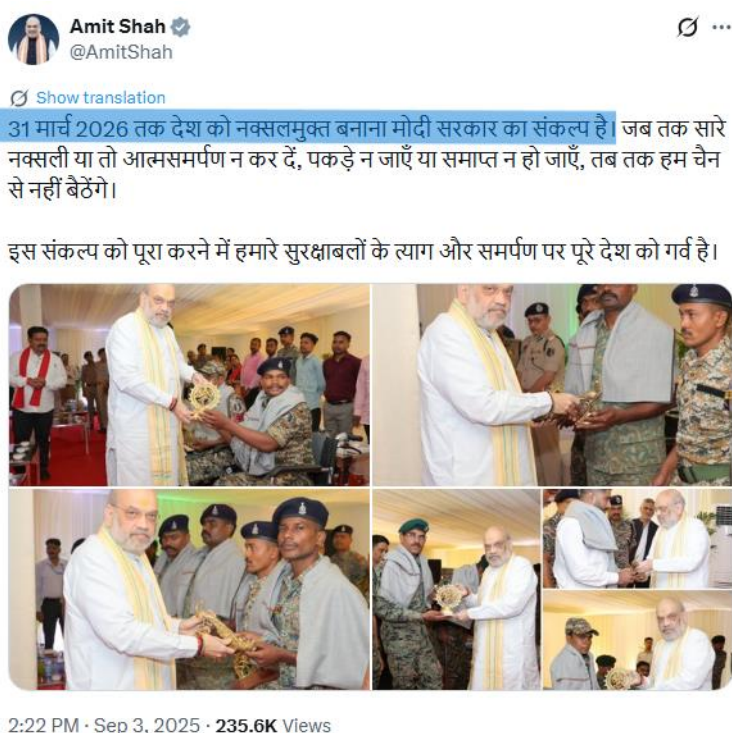 Amit Shah
@AmitShah
Show translation
31 मार्च 2026 तक देश को नक्सलमुक्त बनाना मोदी सरकार का संकल्प है। जब तक सारे
नक्सली या तो आत्मसमर्पण न कर दें, पकड़े न जाएँ या समाप्त न हो जाएँ, तब तक हम चैन
से नहीं बैठेंगे।
इस संकल्प को पूरा करने में हमारे सुरक्षाबलों के त्याग और समर्पण पर पूरे देश को गर्व है।
2:22 PM · Sep 3, 2025 · 235.6K Views